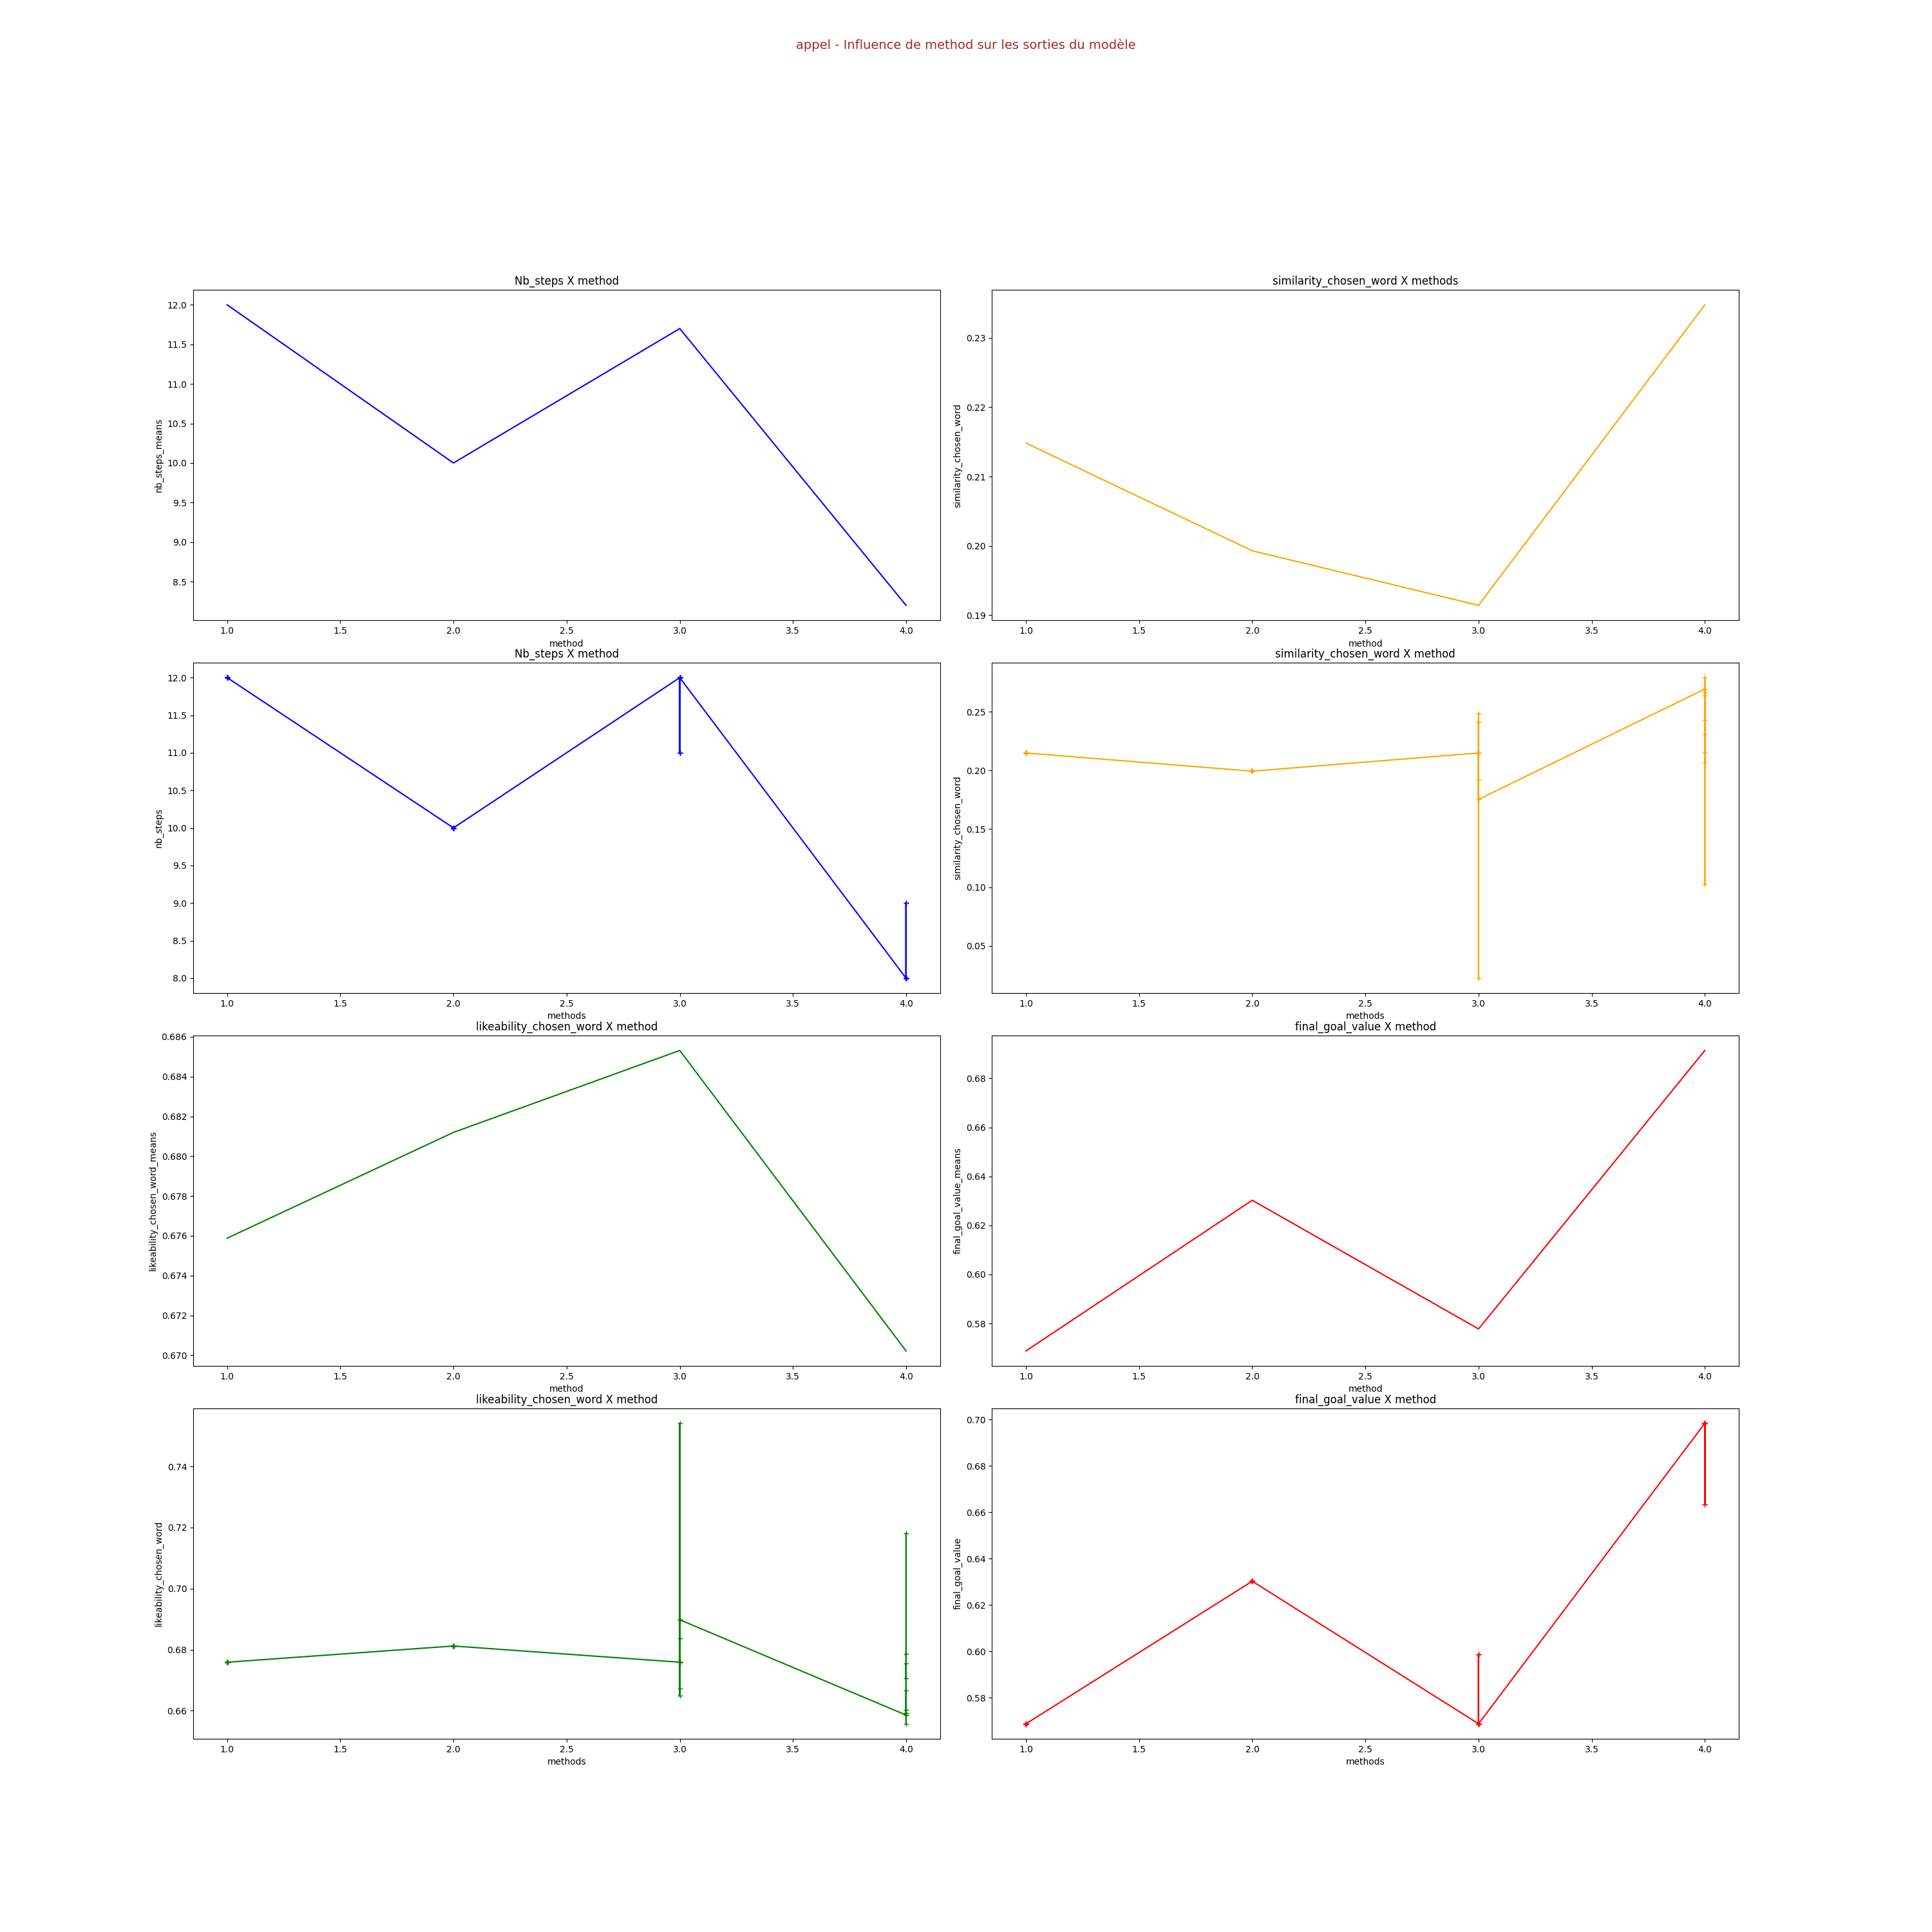 appel - Influence de method sur les sorties du modèle
Nb_steps X method
nb_steps_means
12.0
11.5
11.0
10.5
10.0
9.5
9.0
8.5
1.0 1.5 2.0 2.5 3.0 3.5 4.0
method
similarity_chosen_word X methods
similarity_chosen_word
0.23
0.22
0.21
0.20
0.19
1.0 1.5 2.0 2.5 3.0 3.5 4.0
method
Nb_steps X method
nb_steps
12.0
11.5
11.0
10.5
10.0
9.5
9.0
8.5
8.0
1.0 1.5 2.0 2.5 3.0 3.5 4.0
methods
similarity_chosen_word X method
similarity_chosen_word
0.25
0.20
0.15
0.10
0.05
1.0 1.5 2.0 2.5 3.0 3.5 4.0
methods
likeability_chosen_word X method
likeability_chosen_word_means
0.686
0.684
0.682
0.680
0.678
0.676
0.674
0.672
0.670
1.0 1.5 2.0 2.5 3.0 3.5 4.0
method
final_goal_value X method
final_goal_value_means
0.68
0.66
0.64
0.62
0.60
0.58
1.0 1.5 2.0 2.5 3.0 3.5 4.0
method
likeability_chosen_word X method
likeability_chosen_word
0.74
0.72
0.70
0.68
0.66
1.0 1.5 2.0 2.5 3.0 3.5 4.0
methods
final_goal_value X method
final_goal_value
0.70
0.68
0.66
0.64
0.62
0.60
0.58
1.0 1.5 2.0 2.5 3.0 3.5 4.0
methods